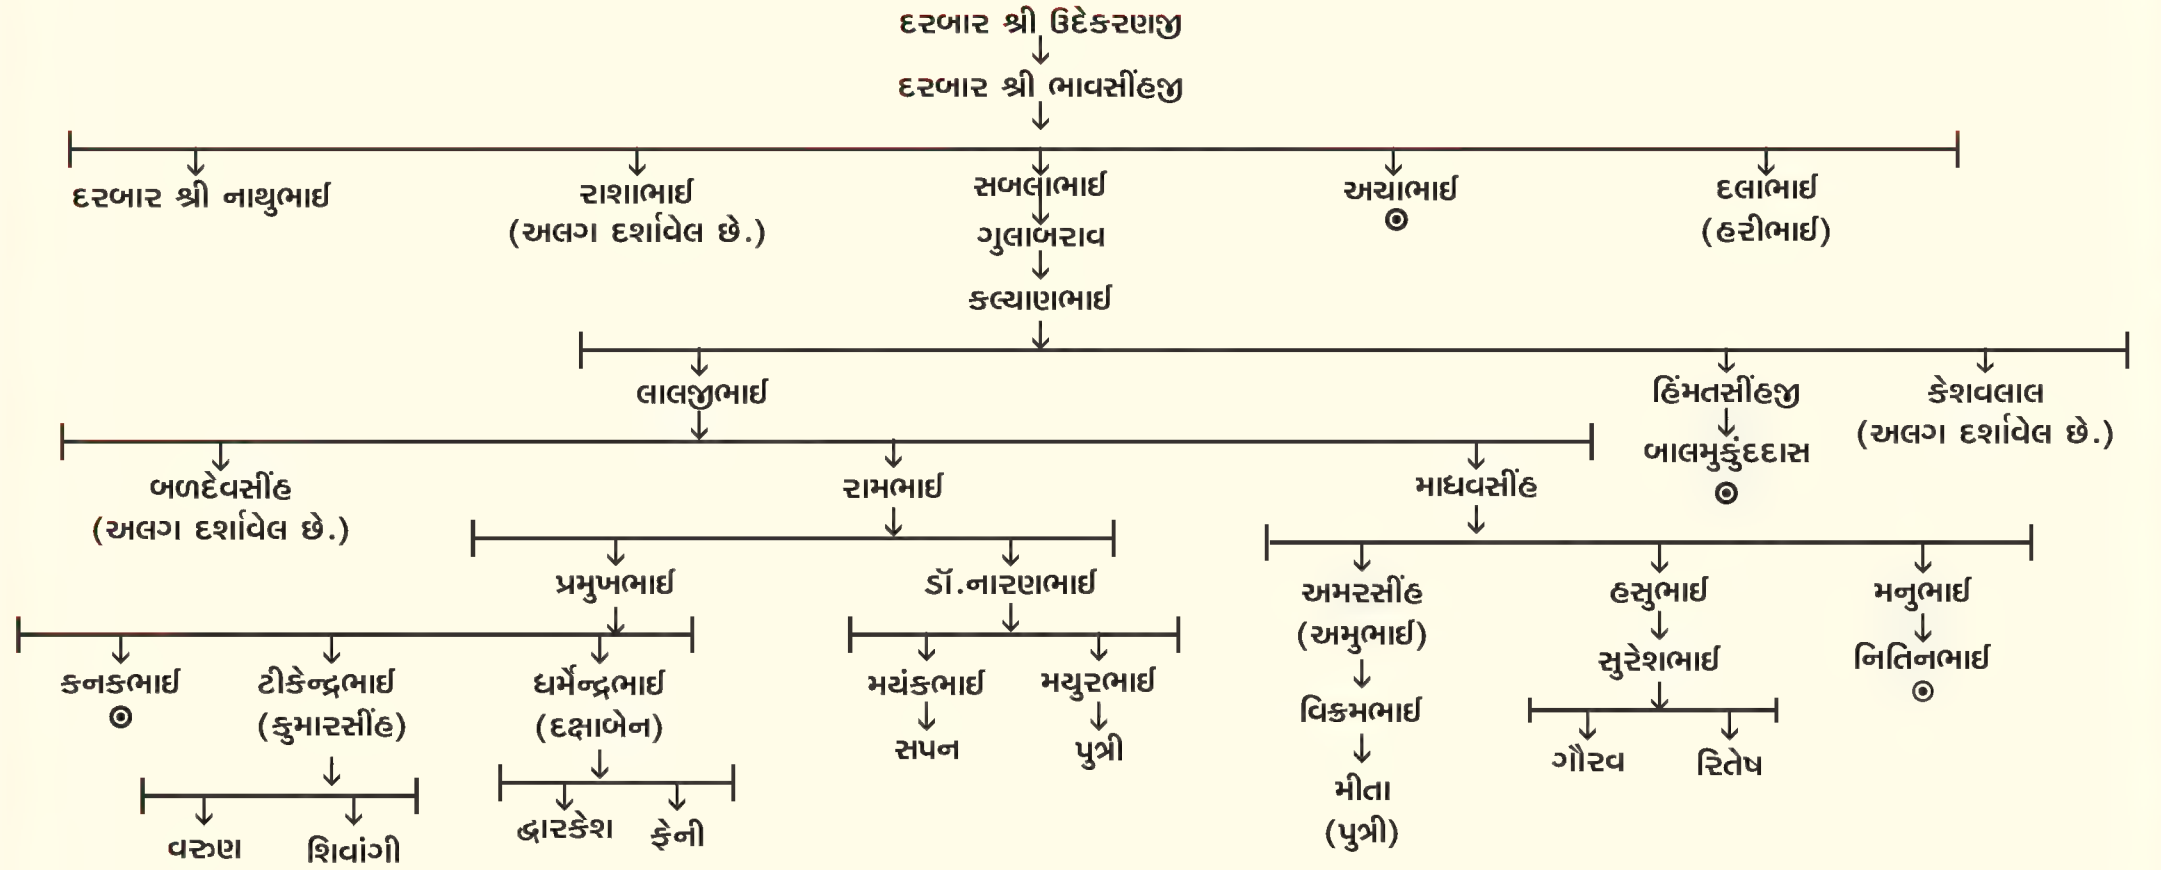 દરબાર શ્રી ઉદેકરણજી
દરબાર શ્રી ભાવસીંહજી
દરબાર શ્રી નાથુભાઈ રાશાભાઈ સબલાભાઈ અચાભાઈ દલાભાઈ
(અલગ દર્શાવેલ છે.) ગુલાબરાવ (હરીભાઈ)
કલ્યાણભાઈ
લાલજીભાઈ હિંમતસીંહજી કેશવલાલ
બાલમુકુંદદાસ (અલગ દર્શાવેલ છે.)
બળદેવસીંહ રામભાઈ માધવસીંહ
(અલગ દર્શાવેલ છે.)
પ્રમુખભાઈ ડૉ.નારણભાઈ અમરસીંહ હસુભાઈ મનુભાઈ
(અમુભાઈ) સુરેશભાઈ નિતિનભાઈ
કનકભાઈ ટીકેન્દ્રભાઈ ધર્મેન્દ્રભાઈ મયંકભાઈ મયુરભાઈ વિક્રમભાઈ
(કુમારસીંહ) (દક્ષાબેન) સપન પુત્રી ગૌરવ રિતેષ
મીતા
(પુત્રી)
વરુણ શિવાંગી દ્વારકેશ ફેની